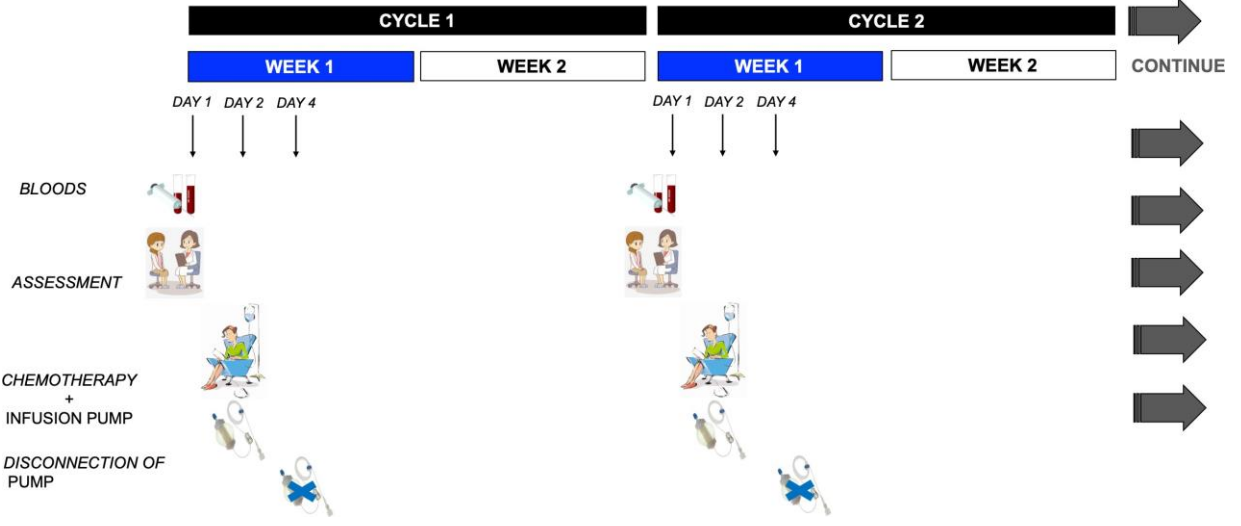 CYCLE 1 CYCLE 2
WEEK 1 WEEK 2 WEEK 1 WEEK 2 CONTINUE
DAY 1 DAY 2 DAY 4 DAY 1 DAY 2 DAY 4
BLOODS
ASSESSMENT
CHEMOTHERAPY
+
INFUSION PUMP
DISCONNECTION OF
PUMP